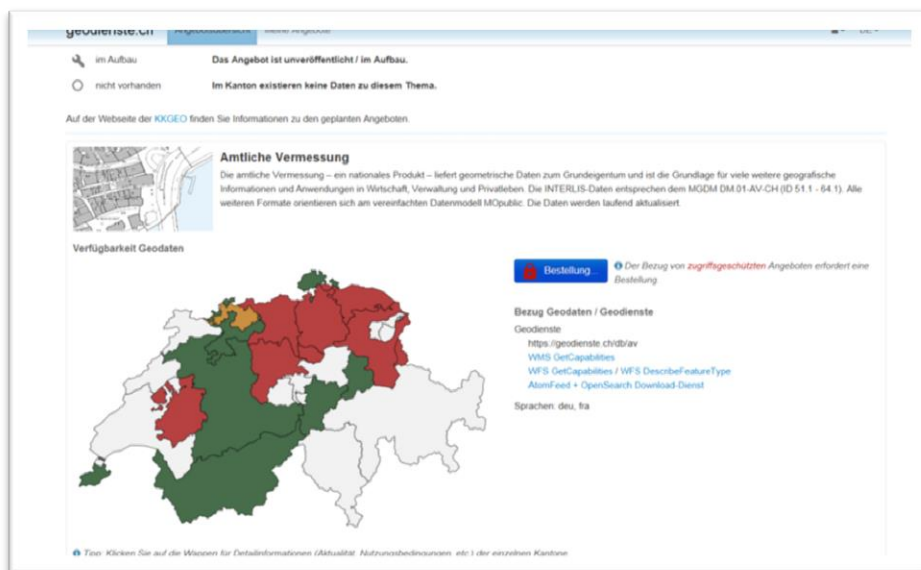 geodienste.ch Angebotsübersicht Meine Angebote DE
im Aufbau Das Angebot ist unveröffentlicht / im Aufbau.
nicht vorhanden Im Kanton existieren keine Daten zu diesem Thema.
Auf der Webseite der KKGEO finden Sie Informationen zu den geplanten Angeboten.
Amtliche Vermessung
Die amtliche Vermessung – ein nationales Produkt – liefert geometrische Daten zum Grundeigentum und ist die Grundlage für viele weitere geografische
Informationen und Anwendungen in Wirtschaft, Verwaltung und Privatleben. Die INTERLIS-Daten entsprechen dem MGDM DM.01-AV-CH (ID 51.1 - 64.1). Alle
weiteren Formate orientieren sich am vereinfachten Datenmodell MOpublic. Die Daten werden laufend aktualisiert.
Verfügbarkeit Geodaten
Bestellung... Der Bezug von zugriffsgeschützten Angeboten erfordert eine
Bestellung
Bezug Geodaten / Geodienste
Geodienste
https://geodienste.ch/db/av
WMS GetCapabilities
WFS GetCapabilities / WFS DescribeFeatureType
AtomFeed + OpenSearch Download-Dienst
Sprachen: deu, fra
Tipp: Klicken Sie auf die Wappen für Detailinformationen (Aktualität, Nutzungsbedingungen, etc.) der einzelnen Kantone